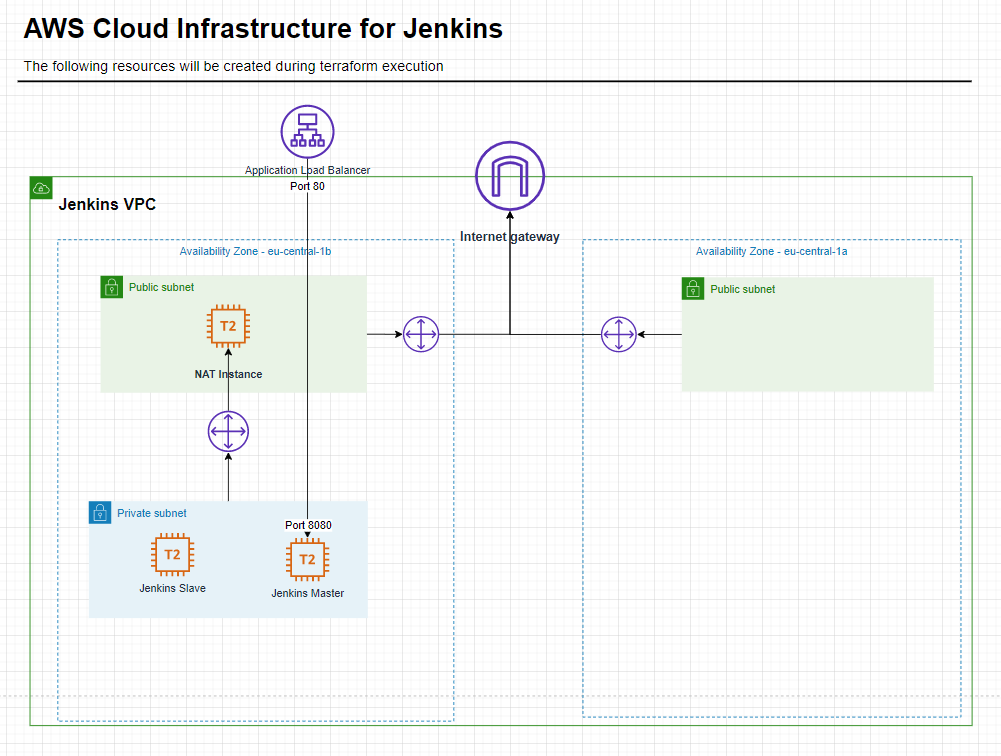 AWS Cloud Infrastructure for Jenkins
The following resources will be created during terraform execution
Application Load Balancer
Port 80
Jenkins VPC
Internet gateway
Availability Zone - eu-central-1b
Availability Zone - eu-central-1a
Public subnet
Public subnet
T2
NAT Instance
Private subnet
Port 8080
T2
T2
Jenkins Slave
Jenkins Master